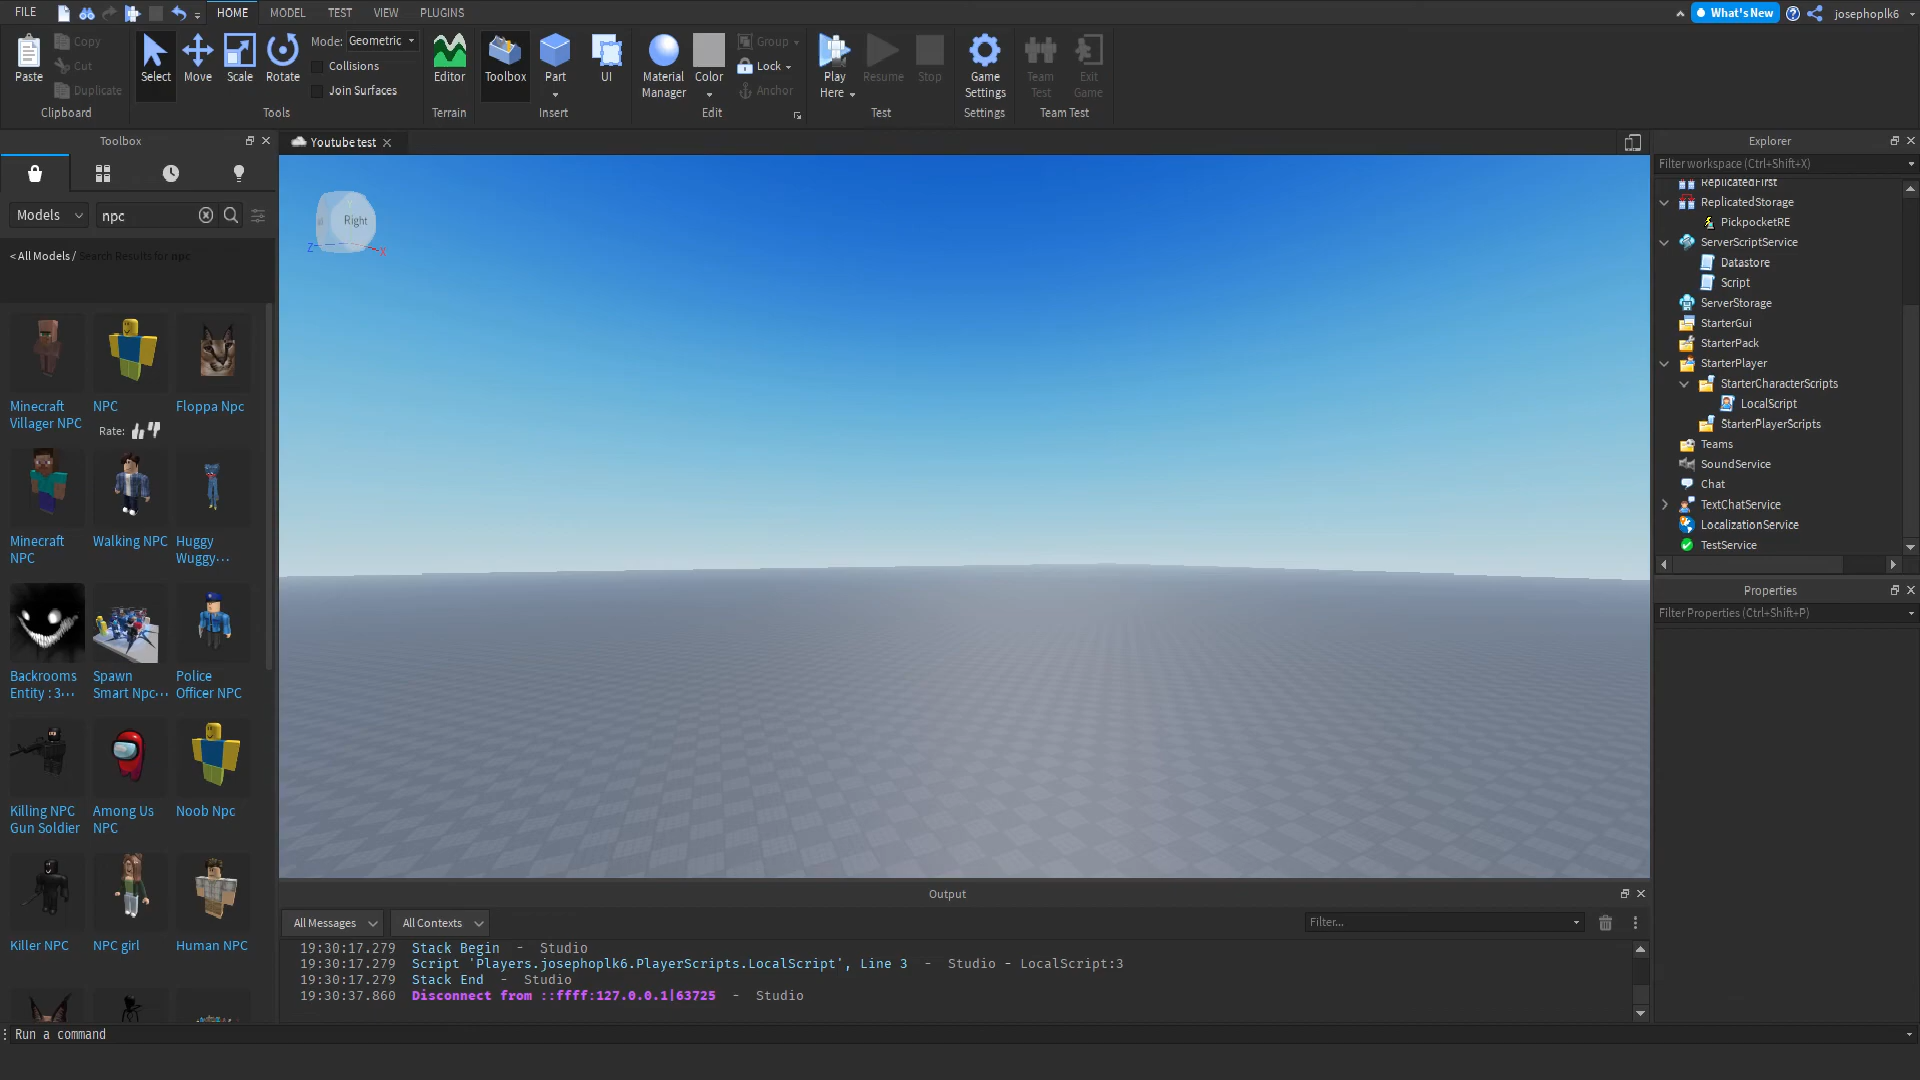 FILE
HOME
MODEL
TEST
VIEW
PLUGINS
What's New
josephoplk6
Paste
Copy
Cut
Duplicate
Clipboard
Select
Move
Scale
Rotate
Mode: Geometric
Collisions
Join Surfaces
Tools
Editor
Terrain
Toolbox
Part
UI
Insert
Material
Manager
Color
Group
Lock
Anchor
Edit
Play
Here
Resume
Stop
Test
Game
Settings
Settings
Team
Test
Exit
Game
Team Test
Toolbox
Models
npc
< All Models / Search Results for npc
Minecraft
Villager NPC
NPC
Rate:
Floppa Npc
Minecraft
NPC
Walking NPC
Huggy
Wuggy...
Backrooms
Entity : 3...
Spawn
Smart Npc...
Police
Officer NPC
Killing NPC
Gun Soldier
Among Us
NPC
Noob Npc
Killer NPC
NPC girl
Human NPC
Youtube test
Right
Z
X
Explorer
Filter workspace (Ctrl+Shift+X)
ReplicatedFirst
ReplicatedStorage
PickpocketRE
ServerScriptService
Datastore
Script
ServerStorage
StarterGui
StarterPack
StarterPlayer
StarterCharacterScripts
LocalScript
StarterPlayerScripts
Teams
SoundService
Chat
TextChatService
LocalizationService
TestService
Properties
Filter Properties (Ctrl+Shift+P)
Output
All Messages
All Contexts
Filter...
19:30:17.279 Stack Begin - Studio
19:30:17.279 Script 'Players.josephoplk6.PlayerScripts.LocalScript', Line 3 - Studio - LocalScript:3
19:30:17.279 Stack End - Studio
19:30:37.860 Disconnect from ::ffff:127.0.0.1|63725 - Studio
Run a command